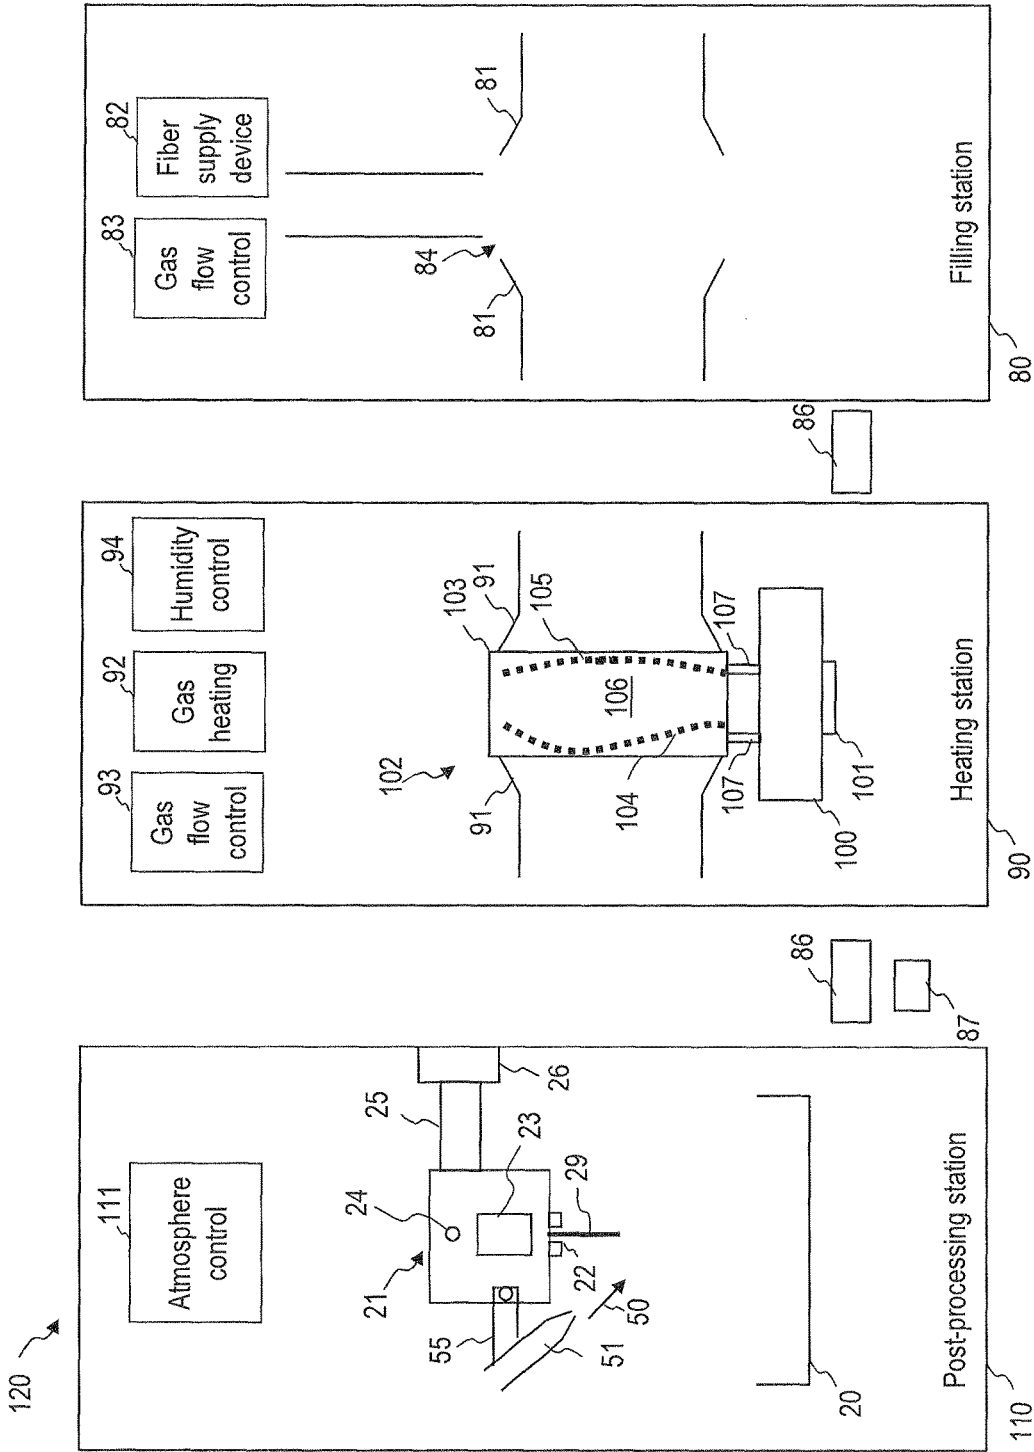 120
111
Atmosphere
control
24
25
21
26
23
55
22
29
50
51
20
Post-processing station
110
86
87
93
Gas
flow
control
92
Gas
heating
94
Humidity
control
102
103
91
91
105
106
104
107
107
100
101
Heating station
90
86
83
Gas
flow
control
82
Fiber
supply
device
84
81
81
Filling station
80